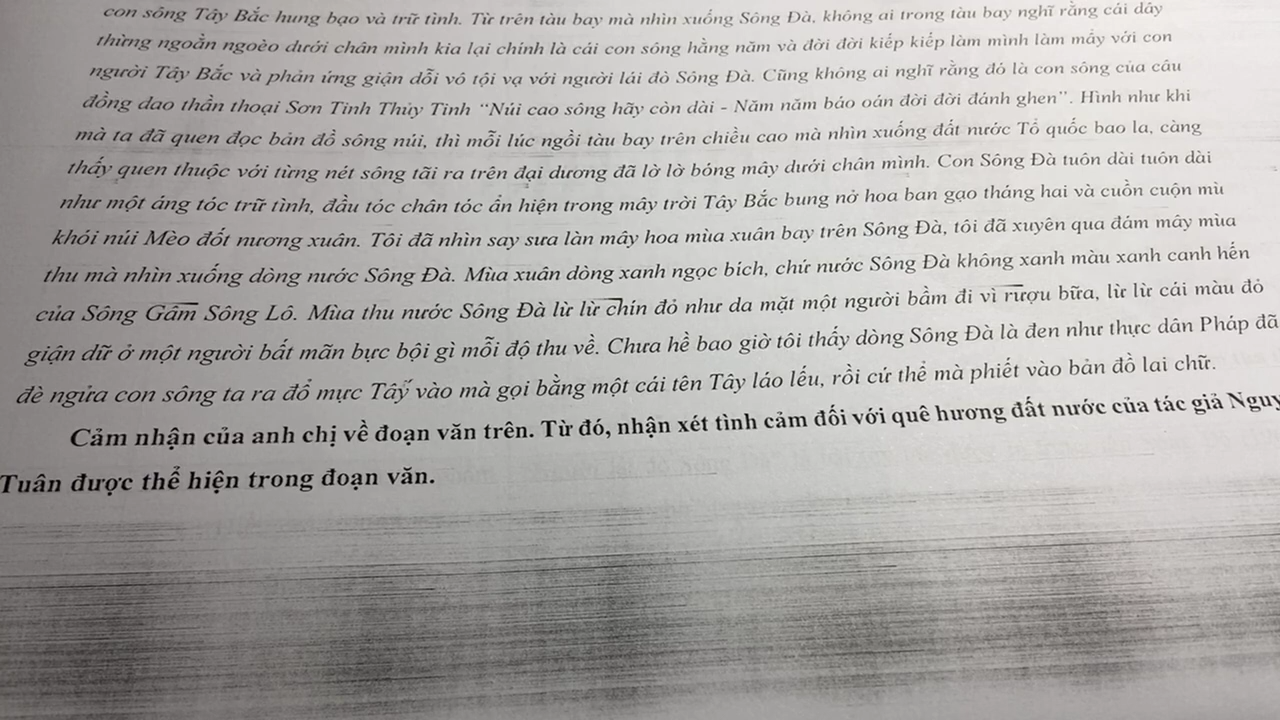 con sông Tây Bắc hung bạo và trữ tình. Từ trên tàu bay mà nhìn xuống Sông Đà, không ai trong tàu bay nghĩ rằng cái dây
thừng ngoằn ngoèo dưới chân mình kia lại chính là cái con sông hằng năm và đời đời kiếp kiếp làm mình làm mẩy với con
người Tây Bắc và phản ứng giận dỗi vô tội vạ với người lái đò Sông Đà. Cũng không ai nghĩ rằng đó là con sông của câu
đồng dao thần thoại Sơn Tinh Thủy Tinh “Núi cao sông hãy còn dài - Năm năm báo oán đời đời đánh ghen”. Hình như khi
mà ta đã quen đọc bản đồ sông núi, thì mỗi lúc ngồi tàu bay trên chiều cao mà nhìn xuống đất nước Tổ quốc bao la, càng
thấy quen thuộc với từng nét sông tãi ra trên đại dương đã lờ lờ bóng mây dưới chân mình. Con Sông Đà tuôn dài tuôn dài
như một áng tóc trữ tình, đầu tóc chân tóc ẩn hiện trong mây trời Tây Bắc bung nở hoa ban gạo tháng hai và cuồn cuộn mù
khói núi Mèo đốt nương xuân. Tôi đã nhìn say sưa làn mây hoa mùa xuân bay trên Sông Đà, tôi đã xuyên qua đám mây mùa
thu mà nhìn xuống dòng nước Sông Đà. Mùa xuân dòng xanh ngọc bích, chứ nước Sông Đà không xanh màu xanh canh hến
của Sông Gâm Sông Lô. Mùa thu nước Sông Đà lừ lừ chín đỏ như da mặt một người bầm đi vì rượu bữa, lừ lừ cái màu đỏ
giận dữ ở một người bất mãn bực bội gì mỗi độ thu về. Chưa hề bao giờ tôi thấy dòng Sông Đà là đen như thực dân Pháp đã
đè ngửa con sông ta ra đổ mực Tây vào mà gọi bằng một cái tên Tây láo lếu, rồi cứ thế mà phiết vào bản đồ lai chữ.
Cảm nhận của anh chị về đoạn văn trên. Từ đó, nhận xét tình cảm đối với quê hương đất nước của tác giả Nguy
Tuân được thể hiện trong đoạn văn.